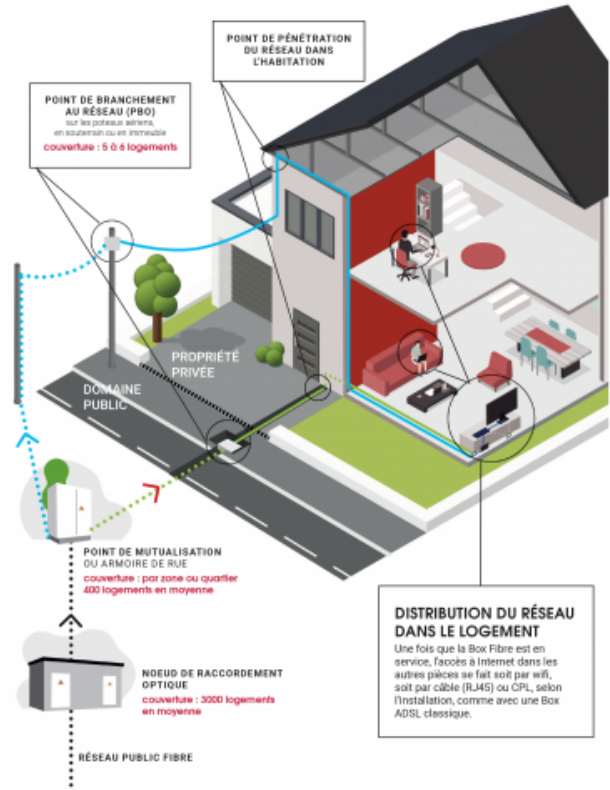 POINT DE PÉNÉTRATION
DU RÉSEAU DANS
L'HABITATION
POINT DE BRANCHEMENT
AU RÉSEAU (PBO)
sur les poteaux aériens,
en souterrain ou en immeuble
couverture : 5 à 6 logements
PROPRIÉTÉ
PRIVÉE
DOMAINE
PUBLIC
POINT DE MUTUALISATION
OU ARMOIRE DE RUE
couverture : par zone ou quartier
400 logements en moyenne
NOEUD DE RACCORDEMENT
OPTIQUE
couverture : 3000 logements
en moyenne
RÉSEAU PUBLIC FIBRE
DISTRIBUTION DU RÉSEAU
DANS LE LOGEMENT
Une fois que la Box Fibre est en
service, l'accès à Internet dans les
autres pièces se fait soit par wifi,
soit par câble (RJ45) ou CPL, selon
l'installation, comme avec une Box
ADSL classique.